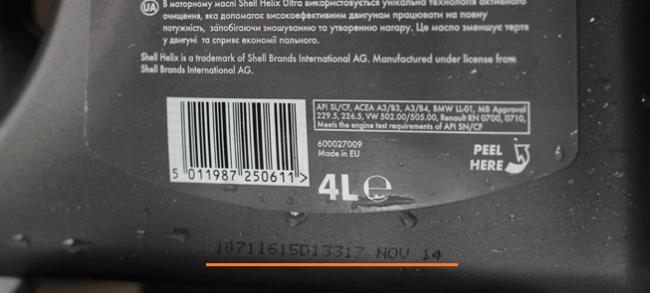 UA В моторному маслі Shell Helix Ultra використовується унікальна технологія активного
очищення, яка допомагає високоефективним двигунам працювати на повну
потужність, запобігаючи зношуванню та утворенню нагару. Це масло зменшує тертя
у двигуні та сприяє економії пального.
Shell Helix is a trademark of Shell Brands International AG. Manufactured under license from
Shell Brands International AG.
API SL/CF, ACEA A3/B3, A3/B4, BMW LL-01, MB Approval
229.5, 226.5, VW 502.00/505.00, Renault RN 0700, 0710,
Meets the engine test requirements of API SN/CF
600027009
Made in EU
PEEL
HERE
5 011987 250611 >
4L e
10711615D13317 NOV 14